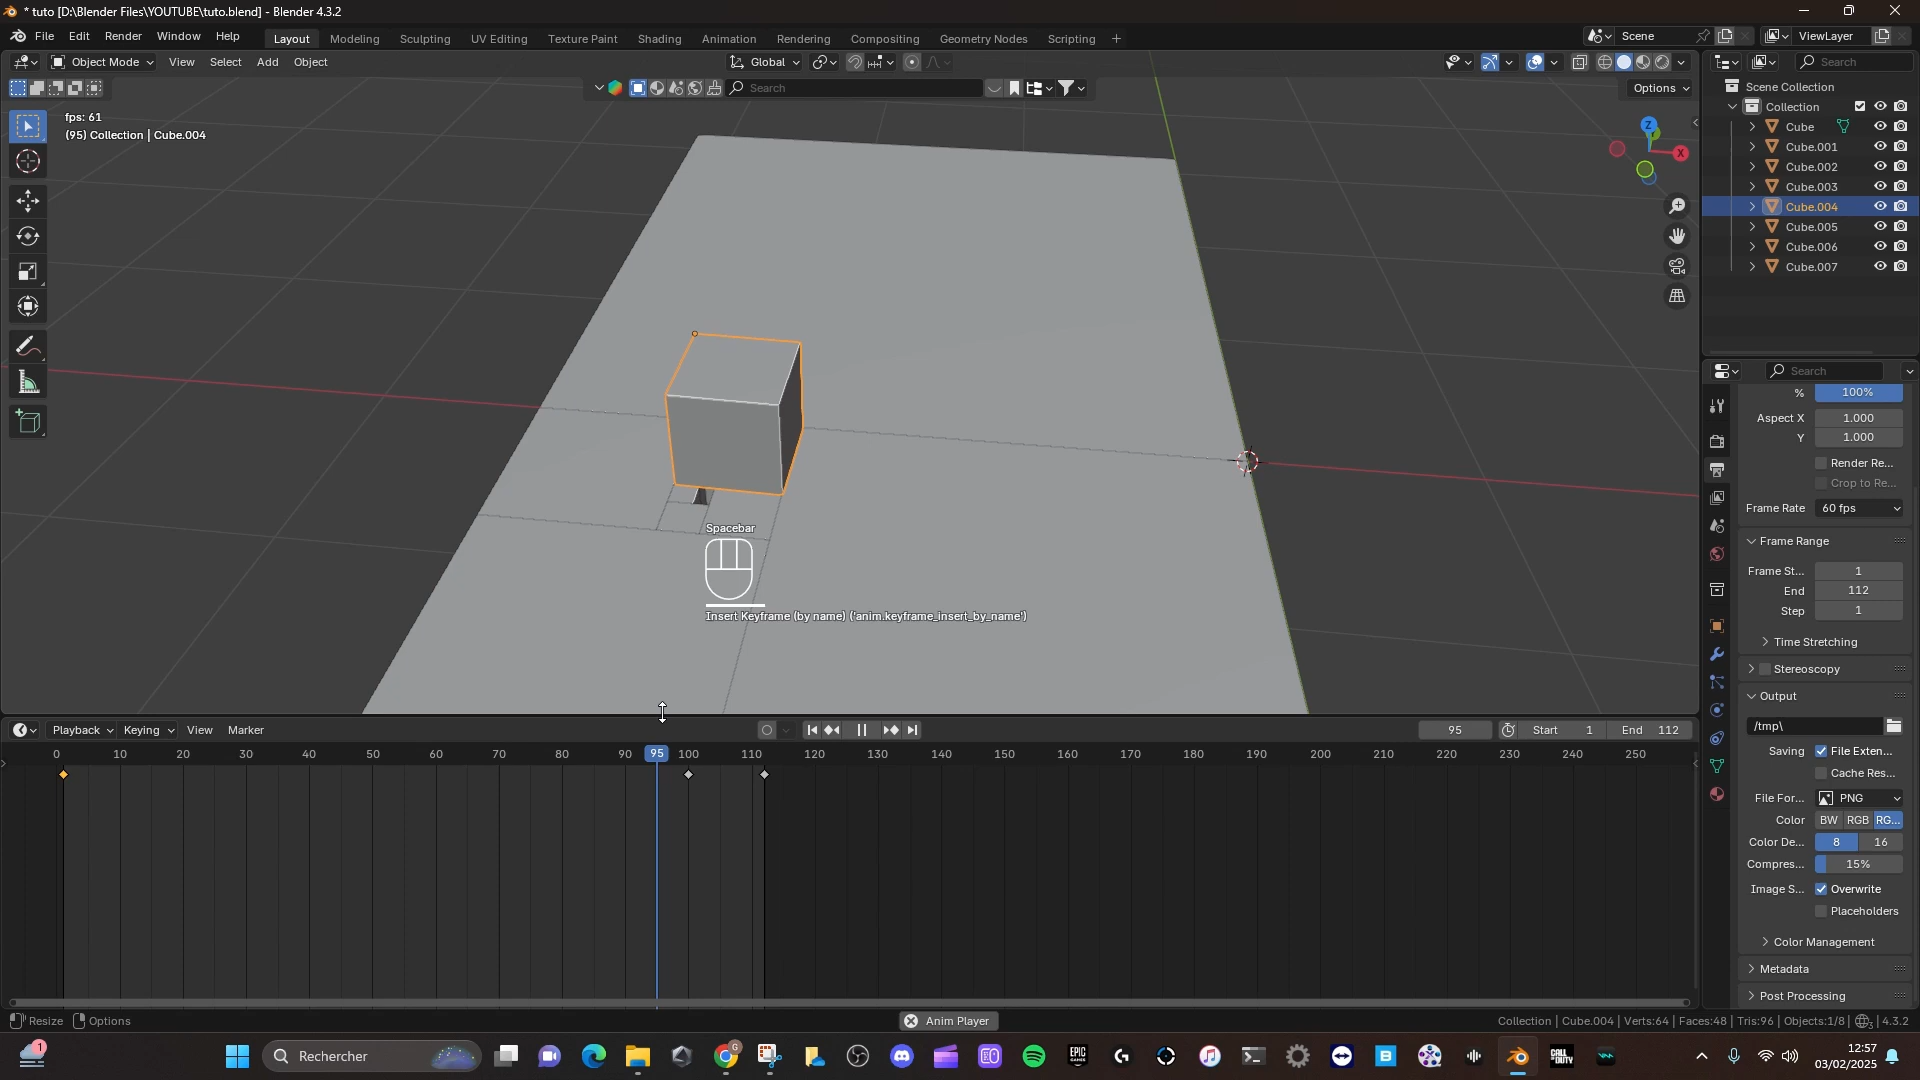 * tuto [D:\Blender Files\YOUTUBE\tuto.blend] - Blender 4.3.2
File Edit Render Window Help Layout Modeling Sculpting UV Editing Texture Paint Shading Animation Rendering Compositing Geometry Nodes Scripting + Scene ViewLayer
Object Mode View Select Add Object Global Search
Search Options
Scene Collection
Collection
Cube
Cube.001
Cube.002
Cube.003
Cube.004
Cube.005
Cube.006
Cube.007
fps: 61
(95) Collection | Cube.004
Z
X
Spacebar
Insert Keyframe (by name) ('anim.keyframe_insert_by_name')
Search
% 100%
Aspect X 1.000
Y 1.000
Render Re...
Crop to Re...
Frame Rate 60 fps
Frame Range
Frame St... 1
End 112
Step 1
Time Stretching
Stereoscopy
Output
/tmp\
Saving File Exten...
Cache Res...
File For... PNG
Color BW RGB RG...
Color De... 8 16
Compres... 15%
Image S... Overwrite
Placeholders
Color Management
Metadata
Post Processing
Playback Keying View Marker 95 Start 1 End 112
0 10 20 30 40 50 60 70 80 90 95 100 110 120 130 140 150 160 170 180 190 200 210 220 230 240 250
Resize Options Anim Player Collection | Cube.004 | Verts:64 | Faces:48 | Tris:96 | Objects:1/8 | 4.3.2
1 Rechercher EPIC GAMES CALL DUTY 12:57
03/02/2025